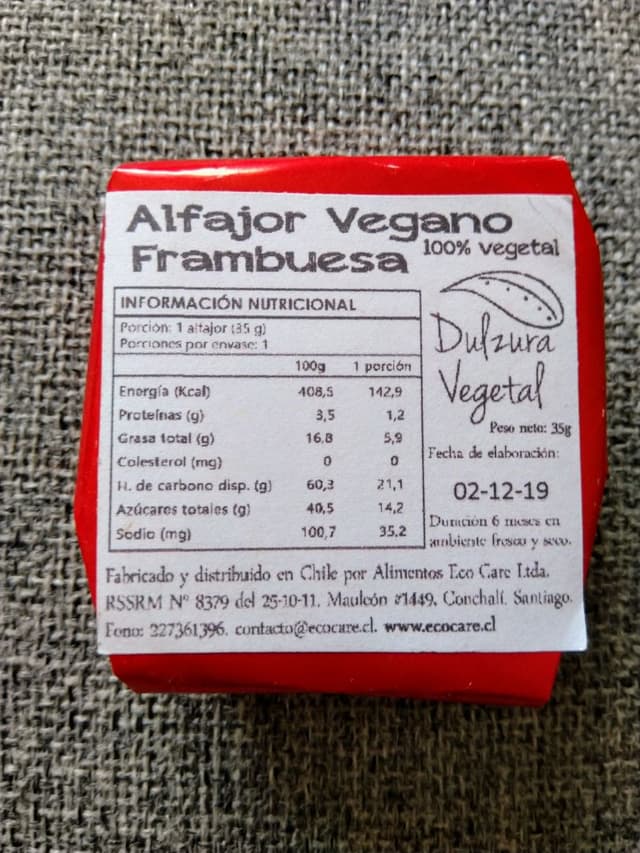 Alfajor Vegano
Frambuesa 100% vegetal
INFORMACIÓN NUTRICIONAL
Porción: 1 alfajor (35 g)
Porciones por envase: 1
100g 1 porción
Energía (Kcal) 408,5 142,9
Proteínas (g) 3,5 1,2
Grasa total (g) 16,8 5,9
Colesterol (mg) 0 0
H. de carbono disp. (g) 60,3 21,1
Azúcares totales (g) 40,5 14,2
Sodio (mg) 100,7 35,2
Dulzura
Vegetal
Peso neto: 35g
Fecha de elaboración:
02-12-19
Duración 6 meses en
ambiente fresco y seco.
Fabricado y distribuido en Chile por Alimentos Eco Care Ltda.
RSSRM Nº 8379 del 25-10-11. Mauleón #1449, Conchalí. Santiago.
Fono: 227361396. contacto@ecocare.cl. www.ecocare.cl